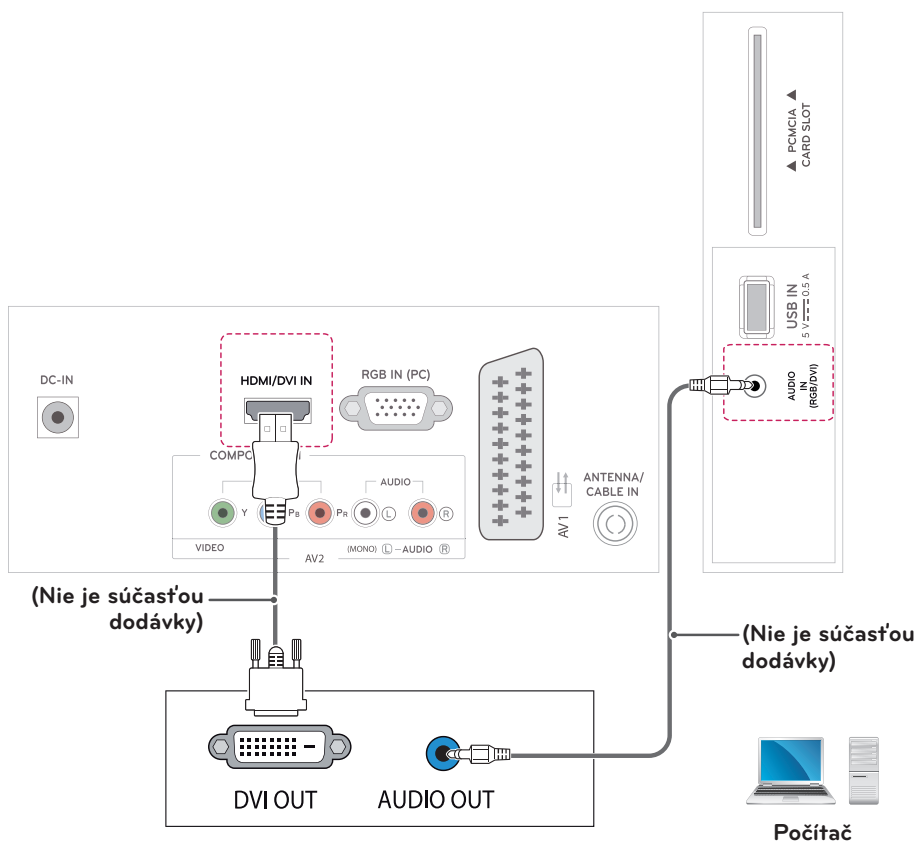 ▲ PCMCIA ▲
CARD SLOT
USB IN
5 V 0.5 A
AUDIO
IN
(RGB/DVI)
DC-IN
HDMI/DVI IN
RGB IN (PC)
AUDIO
Y
PB
PR
L
R
VIDEO
AV2
(MONO) L – AUDIO R
AV1
ANTENNA/
CABLE IN
(Nie je súčasťou
dodávky)
(Nie je súčasťou
dodávky)
DVI OUT
AUDIO OUT
Počítač